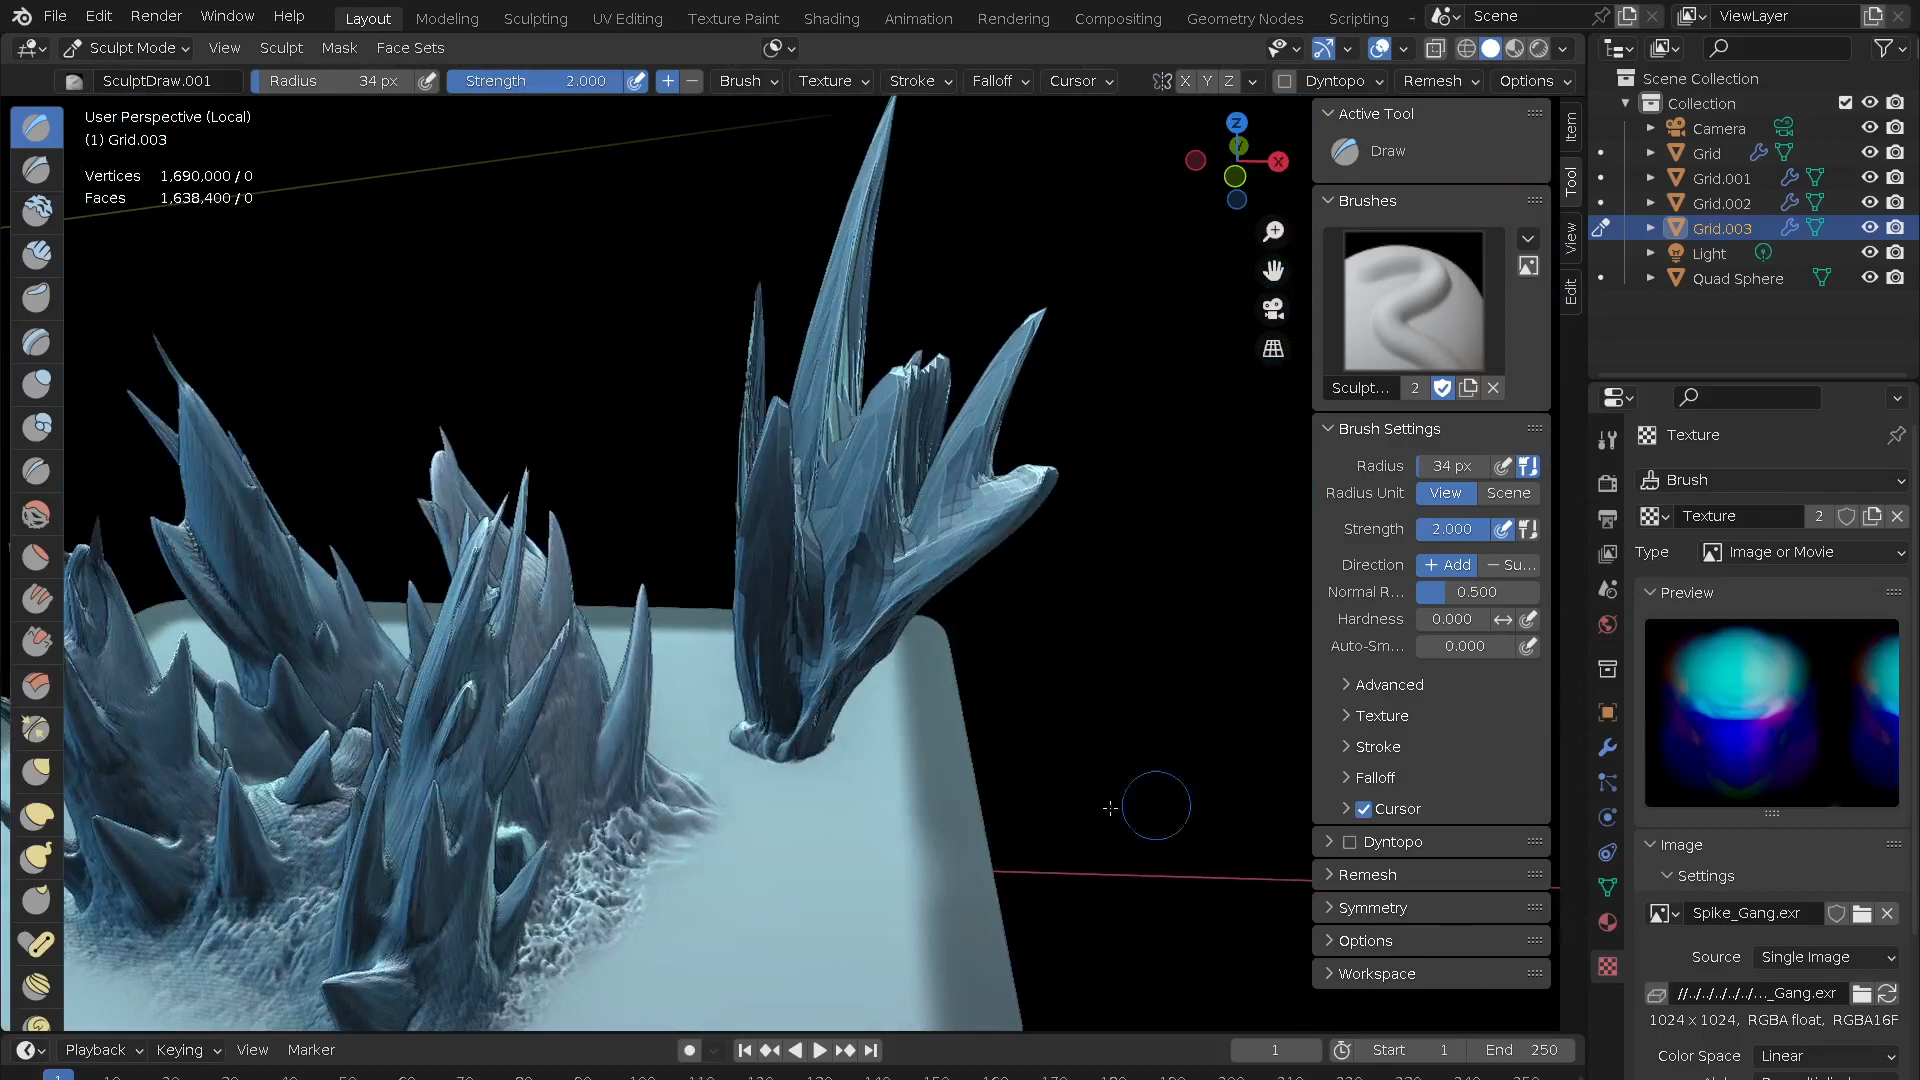 File Edit Render Window Help Layout Modeling Sculpting UV Editing Texture Paint Shading Animation Rendering Compositing Geometry Nodes Scripting Scene ViewLayer
Sculpt Mode View Sculpt Mask Face Sets
SculptDraw.001 Radius 34 px Strength 2.000 Brush Texture Stroke Falloff Cursor X Y Z Dyntopo Remesh Options
User Perspective (Local)
(1) Grid.003
Vertices 1,690,000 / 0
Faces 1,638,400 / 0
Z
X
Active Tool
Draw
Brushes
Sculpt... 2
Brush Settings
Radius 34 px
Radius Unit View Scene
Strength 2.000
Direction + Add — Su...
Normal R... 0.500
Hardness 0.000
Auto-Sm... 0.000
Advanced
Texture
Stroke
Falloff
Cursor
Dyntopo
Remesh
Symmetry
Options
Workspace
Item
Tool
View
Edit
Scene Collection
Collection
Camera
Grid
Grid.001
Grid.002
Grid.003
Light
Quad Sphere
Texture
Brush
Texture 2
Type Image or Movie
Preview
Image
Settings
Spike_Gang.exr
Source Single Image
//../../../../../..._Gang.exr
1024 x 1024, RGBA float, RGBA16F
Color Space Linear
Playback Keying View Marker 1 Start 1 End 250
1